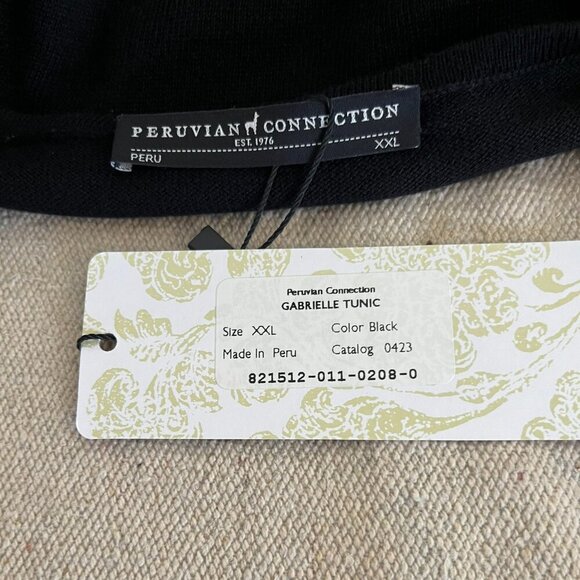 PERUVIAN CONNECTION
EST. 1976
PERU XXL
Peruvian Connection
GABRIELLE TUNIC
Size XXL Color Black
Made In Peru Catalog 0423
821512-011-0208-0